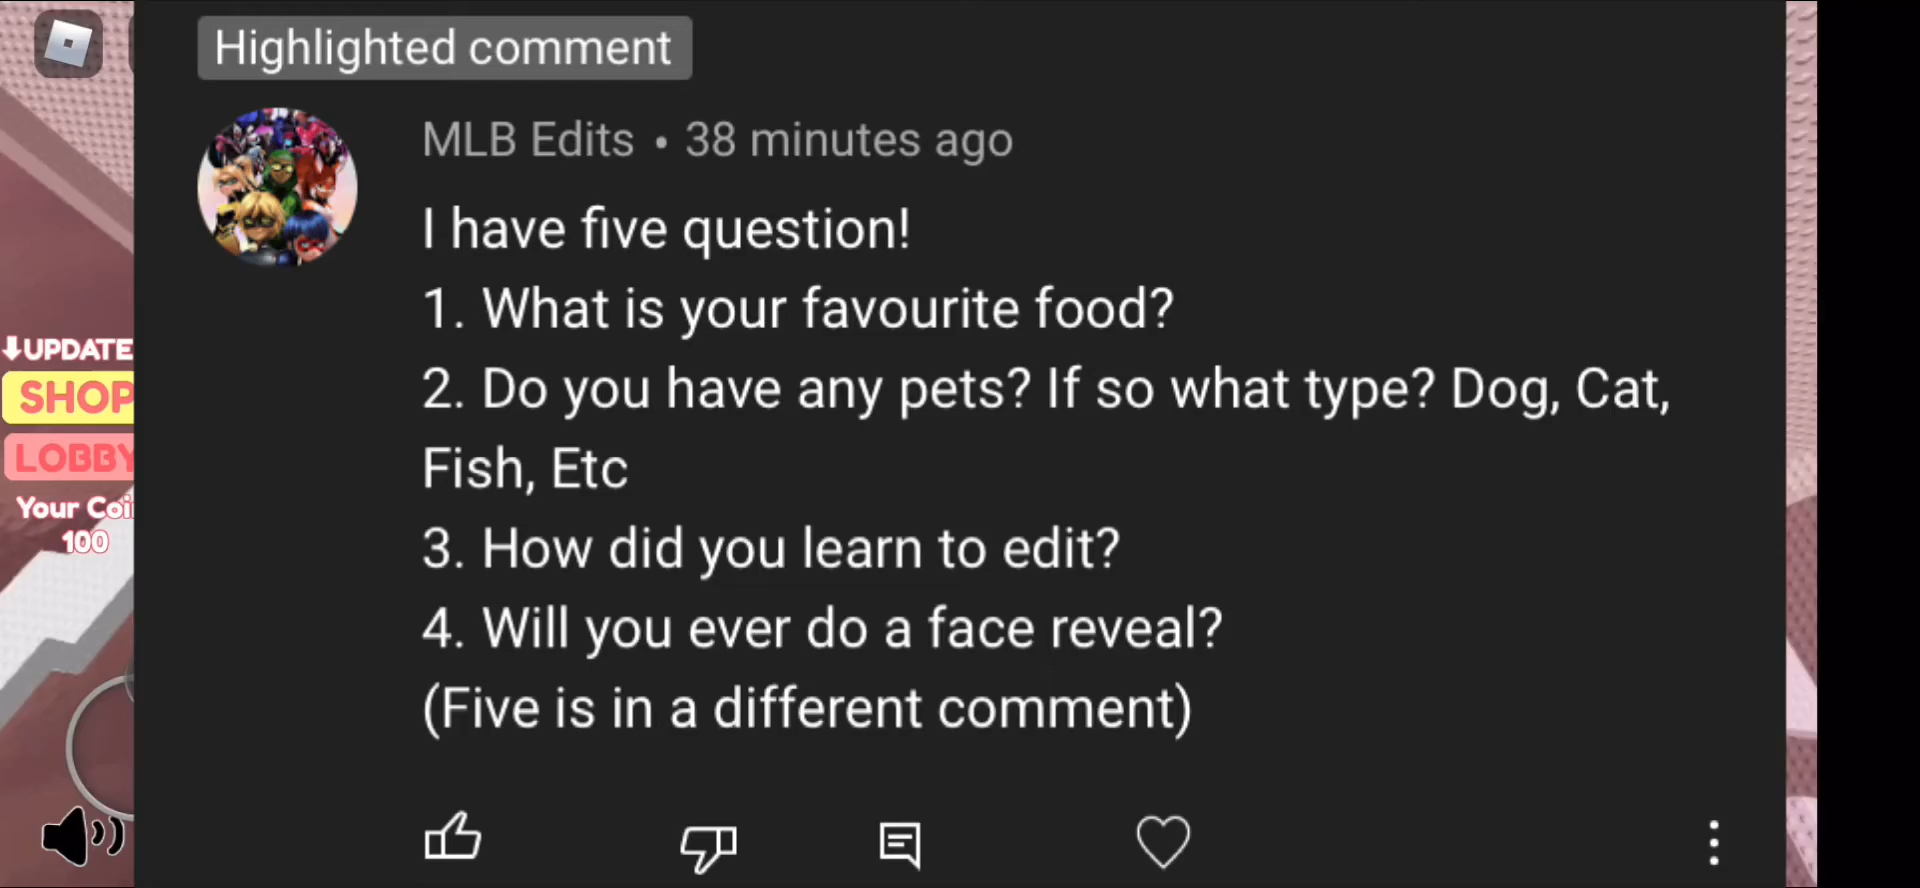 Highlighted comment
MLB Edits • 38 minutes ago
I have five question!
1. What is your favourite food?
2. Do you have any pets? If so what type? Dog, Cat,
Fish, Etc
3. How did you learn to edit?
4. Will you ever do a face reveal?
(Five is in a different comment)
⬇UPDATE
SHOP
LOBBY
Your Coi
100